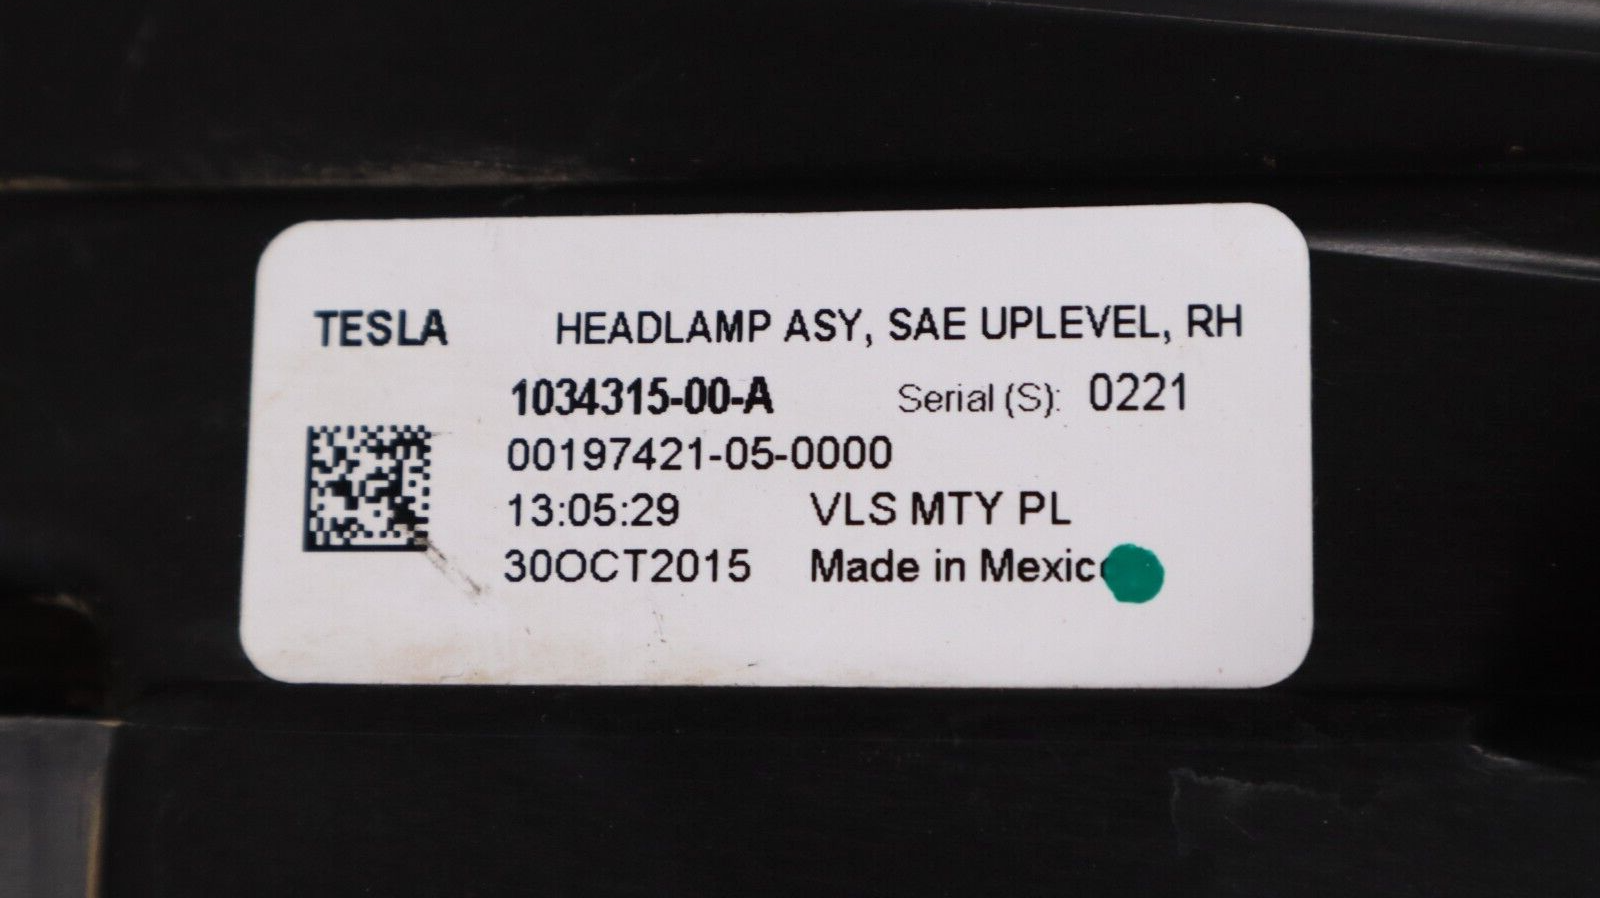 TESLA HEADLAMP ASY, SAE UPLEVEL, RH
1034315-00-A Serial (S): 0221
00197421-05-0000
13:05:29 VLS MTY PL
30OCT2015 Made in Mexico